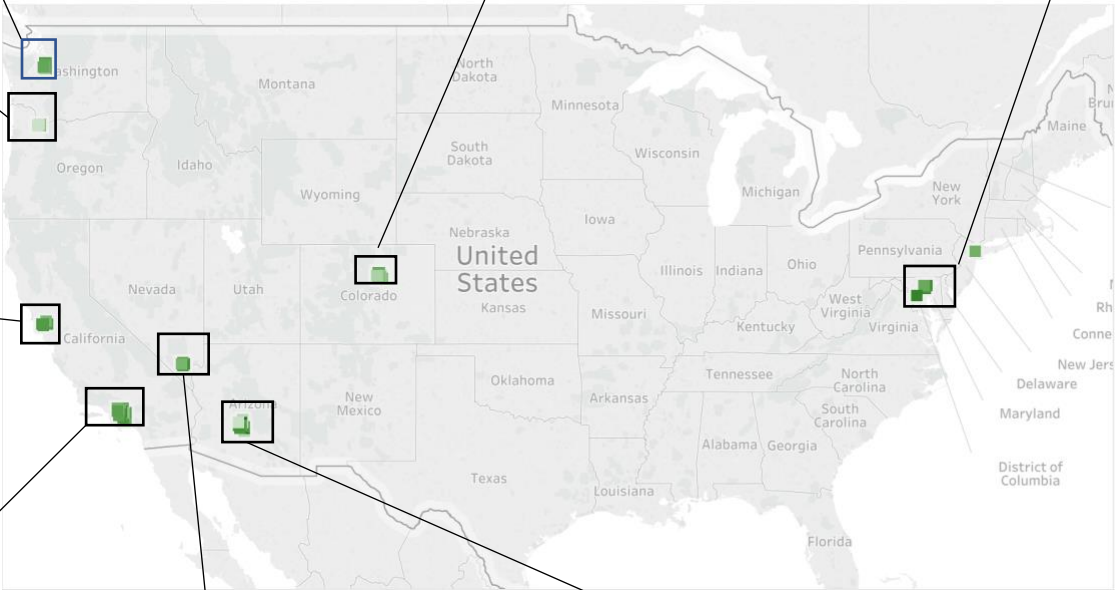 ashington
Montana
North
Dakota
Minnesota
Maine
Oregon
Idaho
South
Dakota
Wisconsin
Michigan
Wyoming
New
York
Iowa
Nebraska
United
States
Pennsylvania
Nevada
Utah
Colorado
Kansas
Illinois
Indiana
Ohio
West
Virginia
Missouri
Kentucky
Virginia
California
Conne
New Jers
Delaware
Oklahoma
Tennessee
North
Carolina
Maryland
Arizona
New
Mexico
Arkansas
South
Carolina
Alabama
Georgia
Texas
Louisiana
District of
Columbia
Florida